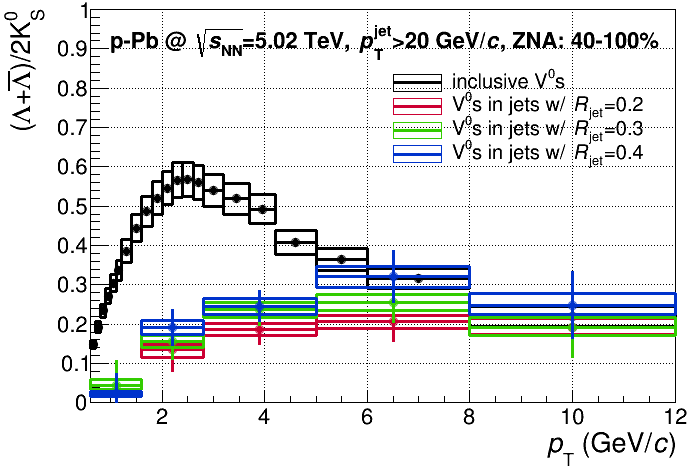 (Λ+Λ̅)/2K⁰_S
p-Pb @ √s_NN=5.02 TeV, p_T^jet>20 GeV/c, ZNA: 40-100%
inclusive V⁰s
V⁰s in jets w/ R_jet=0.2
V⁰s in jets w/ R_jet=0.3
V⁰s in jets w/ R_jet=0.4
1
0.9
0.8
0.7
0.6
0.5
0.4
0.3
0.2
0.1
0
2 4 6 8 10 12
p_T (GeV/c)